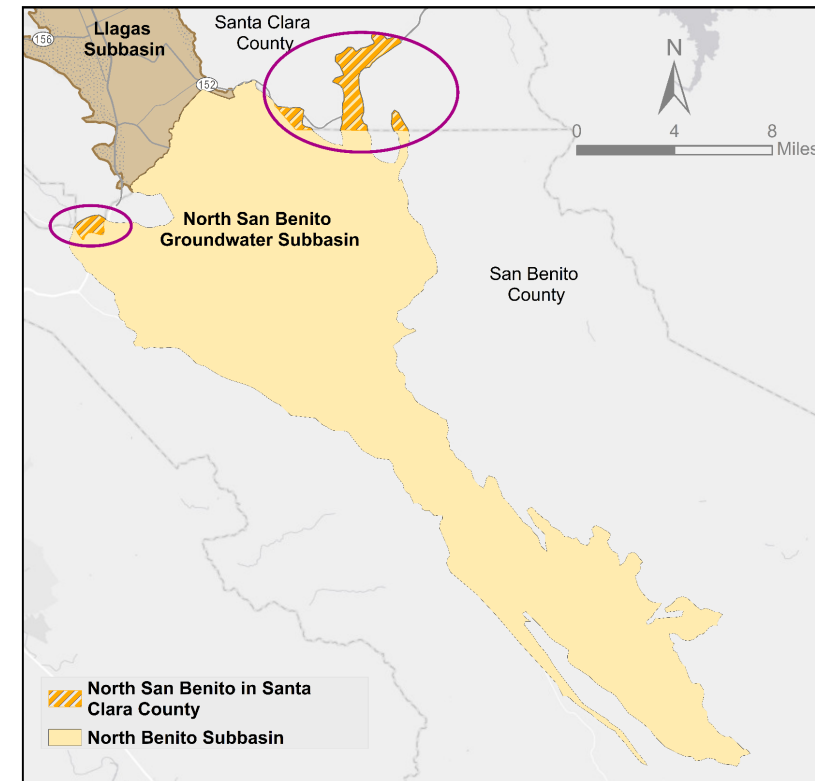 Santa Clara
County
Llagas
Subbasin
156
152
N
0 4 8
Miles
North San Benito
Groundwater Subbasin
San Benito
County
North San Benito in Santa
Clara County
North Benito Subbasin